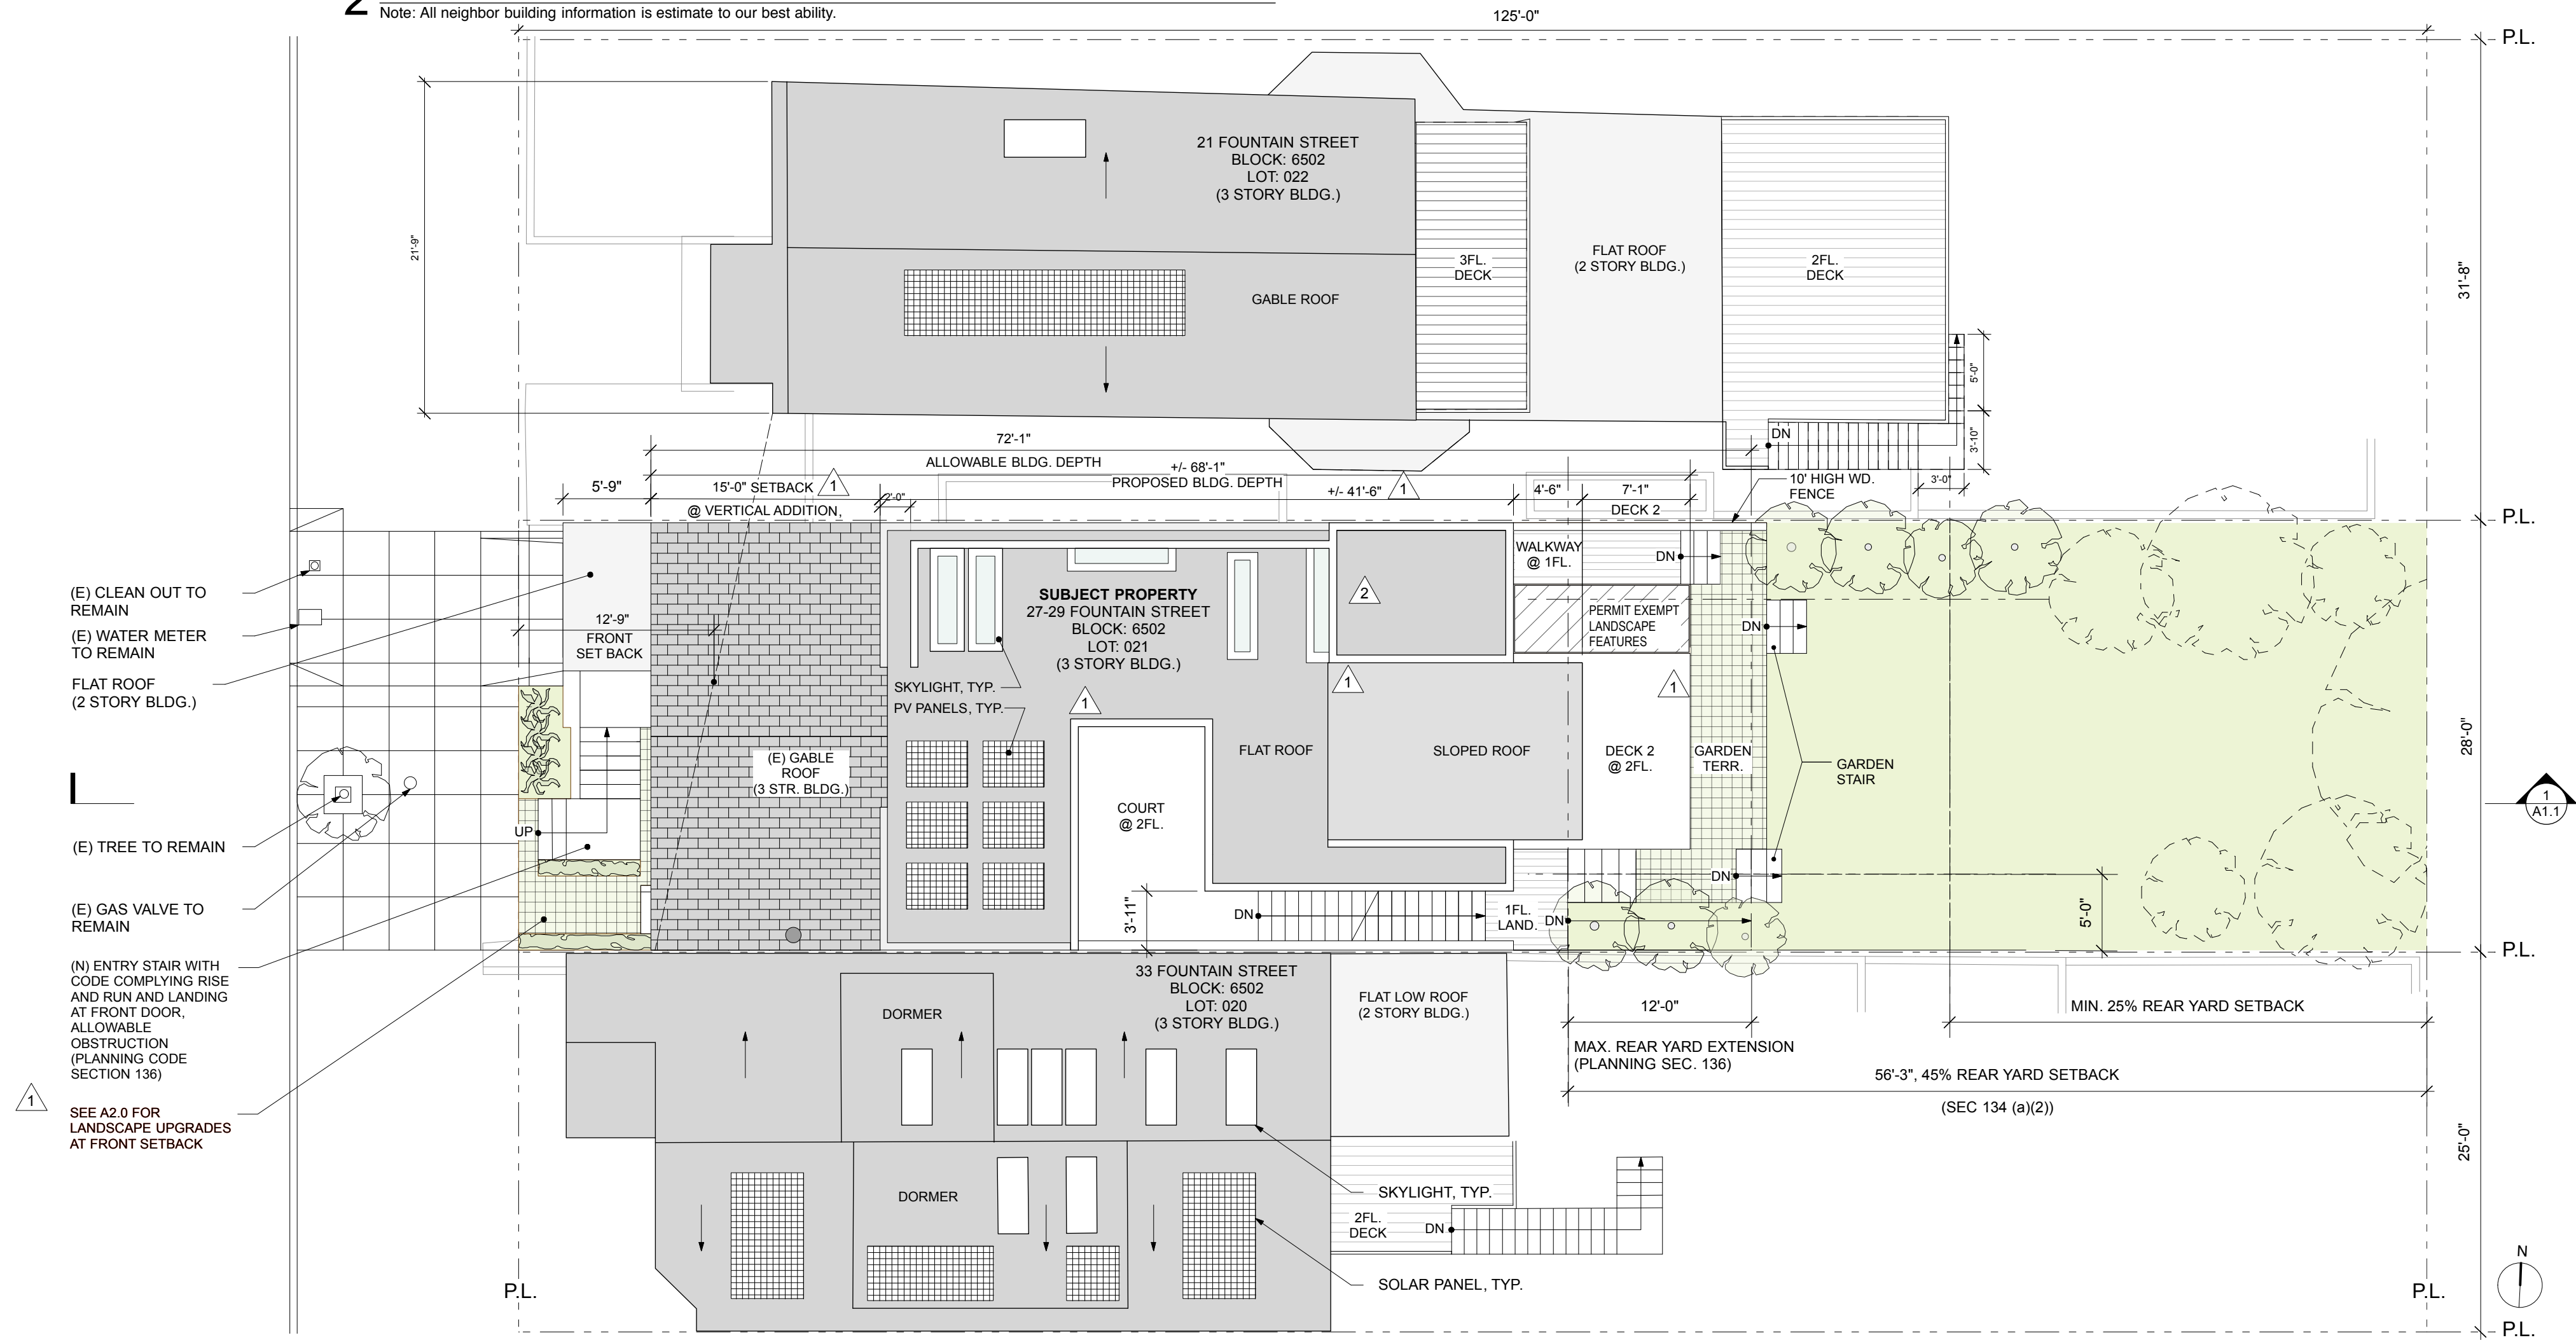 2
Note: All neighbor building information is estimate to our best ability.
125'-0"
P.L.
21 FOUNTAIN STREET
BLOCK: 6502
LOT: 022
(3 STORY BLDG.)
21'-9"
3FL.
DECK
FLAT ROOF
(2 STORY BLDG.)
2FL.
DECK
GABLE ROOF
31'-8"
5'-0"
3'-10"
DN
3'-0"
72'-1"
ALLOWABLE BLDG. DEPTH
+/- 68'-1"
PROPOSED BLDG. DEPTH
5'-9"
15'-0" SETBACK
1
@ VERTICAL ADDITION,
2'-0"
+/- 41'-6"
1
4'-6"
7'-1"
DECK 2
10' HIGH WD.
FENCE
P.L.
(E) CLEAN OUT TO
REMAIN
(E) WATER METER
TO REMAIN
FLAT ROOF
(2 STORY BLDG.)
12'-9"
FRONT
SET BACK
SUBJECT PROPERTY
27-29 FOUNTAIN STREET
BLOCK: 6502
LOT: 021
(3 STORY BLDG.)
2
WALKWAY
@ 1FL.
DN
PERMIT EXEMPT
LANDSCAPE
FEATURES
DN
SKYLIGHT, TYP.
PV PANELS, TYP.
1
1
1
(E) GABLE
ROOF
(3 STR. BLDG.)
FLAT ROOF
SLOPED ROOF
DECK 2
@ 2FL.
GARDEN
TERR.
GARDEN
STAIR
28'-0"
1
A1.1
COURT
@ 2FL.
UP
(E) TREE TO REMAIN
DN
(E) GAS VALVE TO
REMAIN
3'-11"
DN
1FL.
LAND.
DN
5'-0"
P.L.
(N) ENTRY STAIR WITH
CODE COMPLYING RISE
AND RUN AND LANDING
AT FRONT DOOR,
ALLOWABLE
OBSTRUCTION
(PLANNING CODE
SECTION 136)
1
SEE A2.0 FOR
LANDSCAPE UPGRADES
AT FRONT SETBACK
33 FOUNTAIN STREET
BLOCK: 6502
LOT: 020
(3 STORY BLDG.)
DORMER
FLAT LOW ROOF
(2 STORY BLDG.)
12'-0"
MIN. 25% REAR YARD SETBACK
MAX. REAR YARD EXTENSION
(PLANNING SEC. 136)
56'-3", 45% REAR YARD SETBACK
(SEC 134 (a)(2))
25'-0"
DORMER
SKYLIGHT, TYP.
2FL.
DECK
DN
SOLAR PANEL, TYP.
N
P.L.
P.L.
P.L.